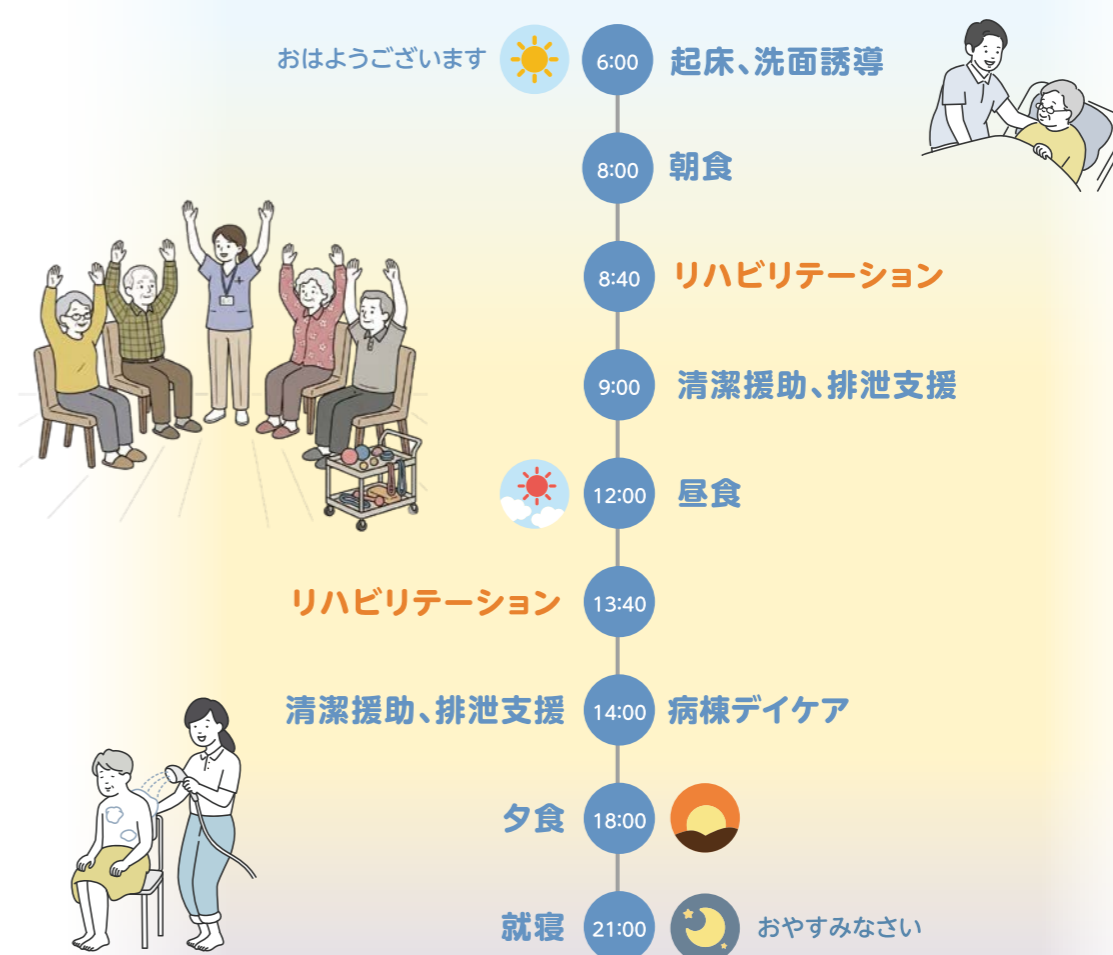 おはようございます 6:00 起床、洗面誘導
8:00 朝食
8:40 リハビリテーション
9:00 清潔援助、排泄支援
12:00 昼食
リハビリテーション 13:40
清潔援助、排泄支援 14:00 病棟デイケア
夕食 18:00
就寝 21:00 おやすみなさい